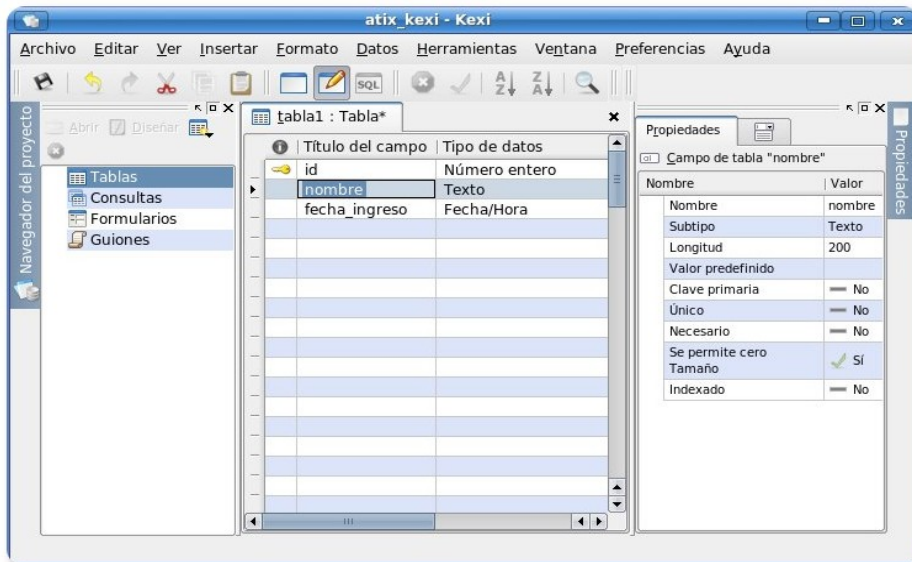 atix_kexi - Kexi
Archivo Editar Ver Insertar Formato Datos Herramientas Ventana Preferencias Ayuda
SQL
A Z Z A
Navegador del proyecto
Abrir Diseñar
Tablas
Consultas
Formularios
Guiones
tabla1 : Tabla*
Título del campo Tipo de datos
id Número entero
nombre Texto
fecha_ingreso Fecha/Hora
Propiedades
Campo de tabla "nombre"
Nombre Valor
Nombre nombre
Subtipo Texto
Longitud 200
Valor predefinido
Clave primaria No
Único No
Necesario No
Se permite cero
Tamaño Sí
Indexado No
Propiedades